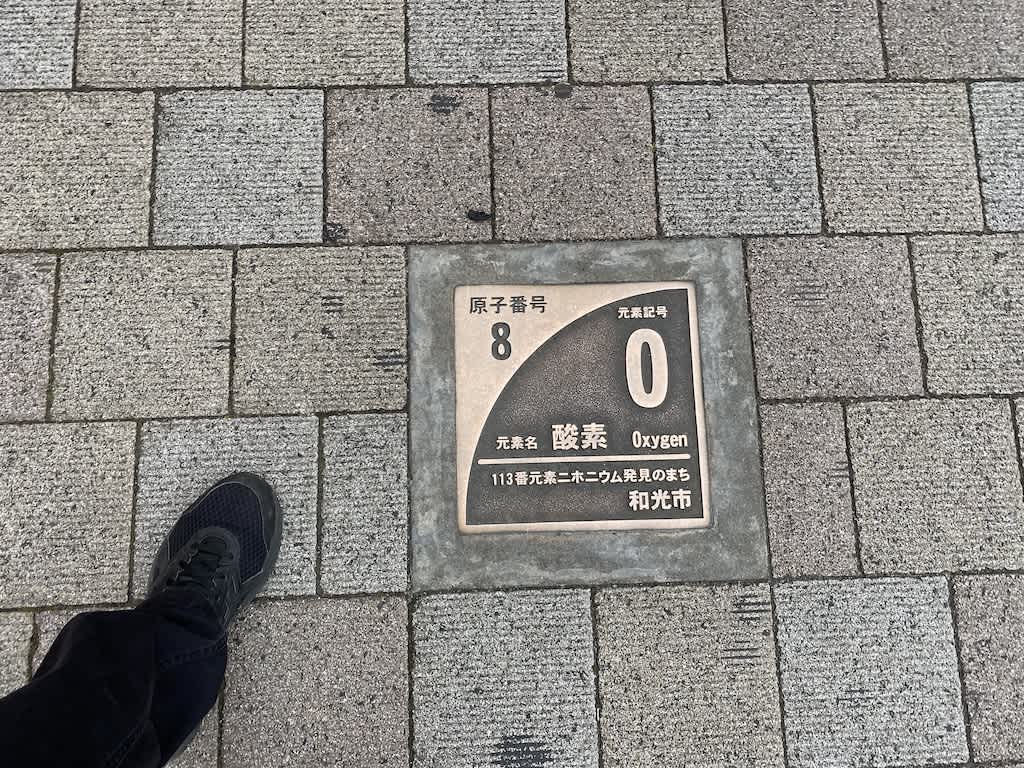 原子番号
8
元素記号
O
元素名 酸素 Oxygen
113番元素ニホニウム発見のまち
和光市